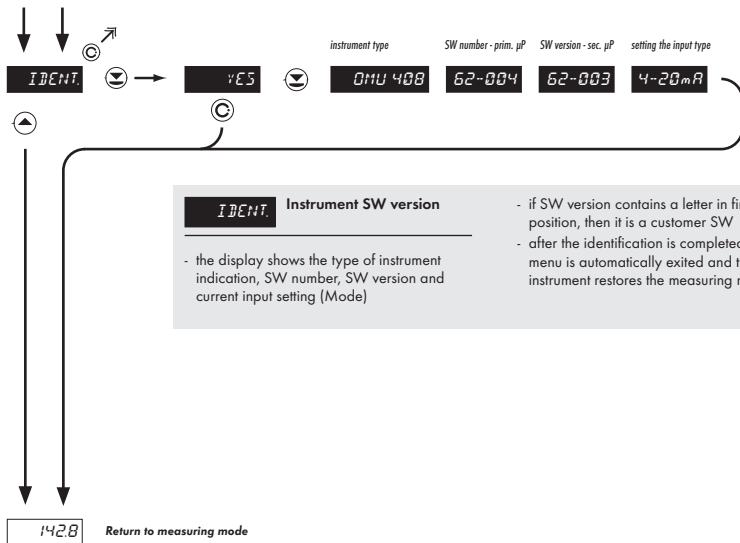 instrument type
SW number - prim. µP
SW version - sec. µP
setting the input type
IDENT.
YES
OMU 408
62-004
62-003
4-20mA
IDENT.
Instrument SW version
- the display shows the type of instrument
indication, SW number, SW version and
current input setting (Mode)
- if SW version contains a letter in
position, then it is a customer SW
- after the identification is completed
menu is automatically exited and
instrument restores the measuring
142.8
Return to measuring mode